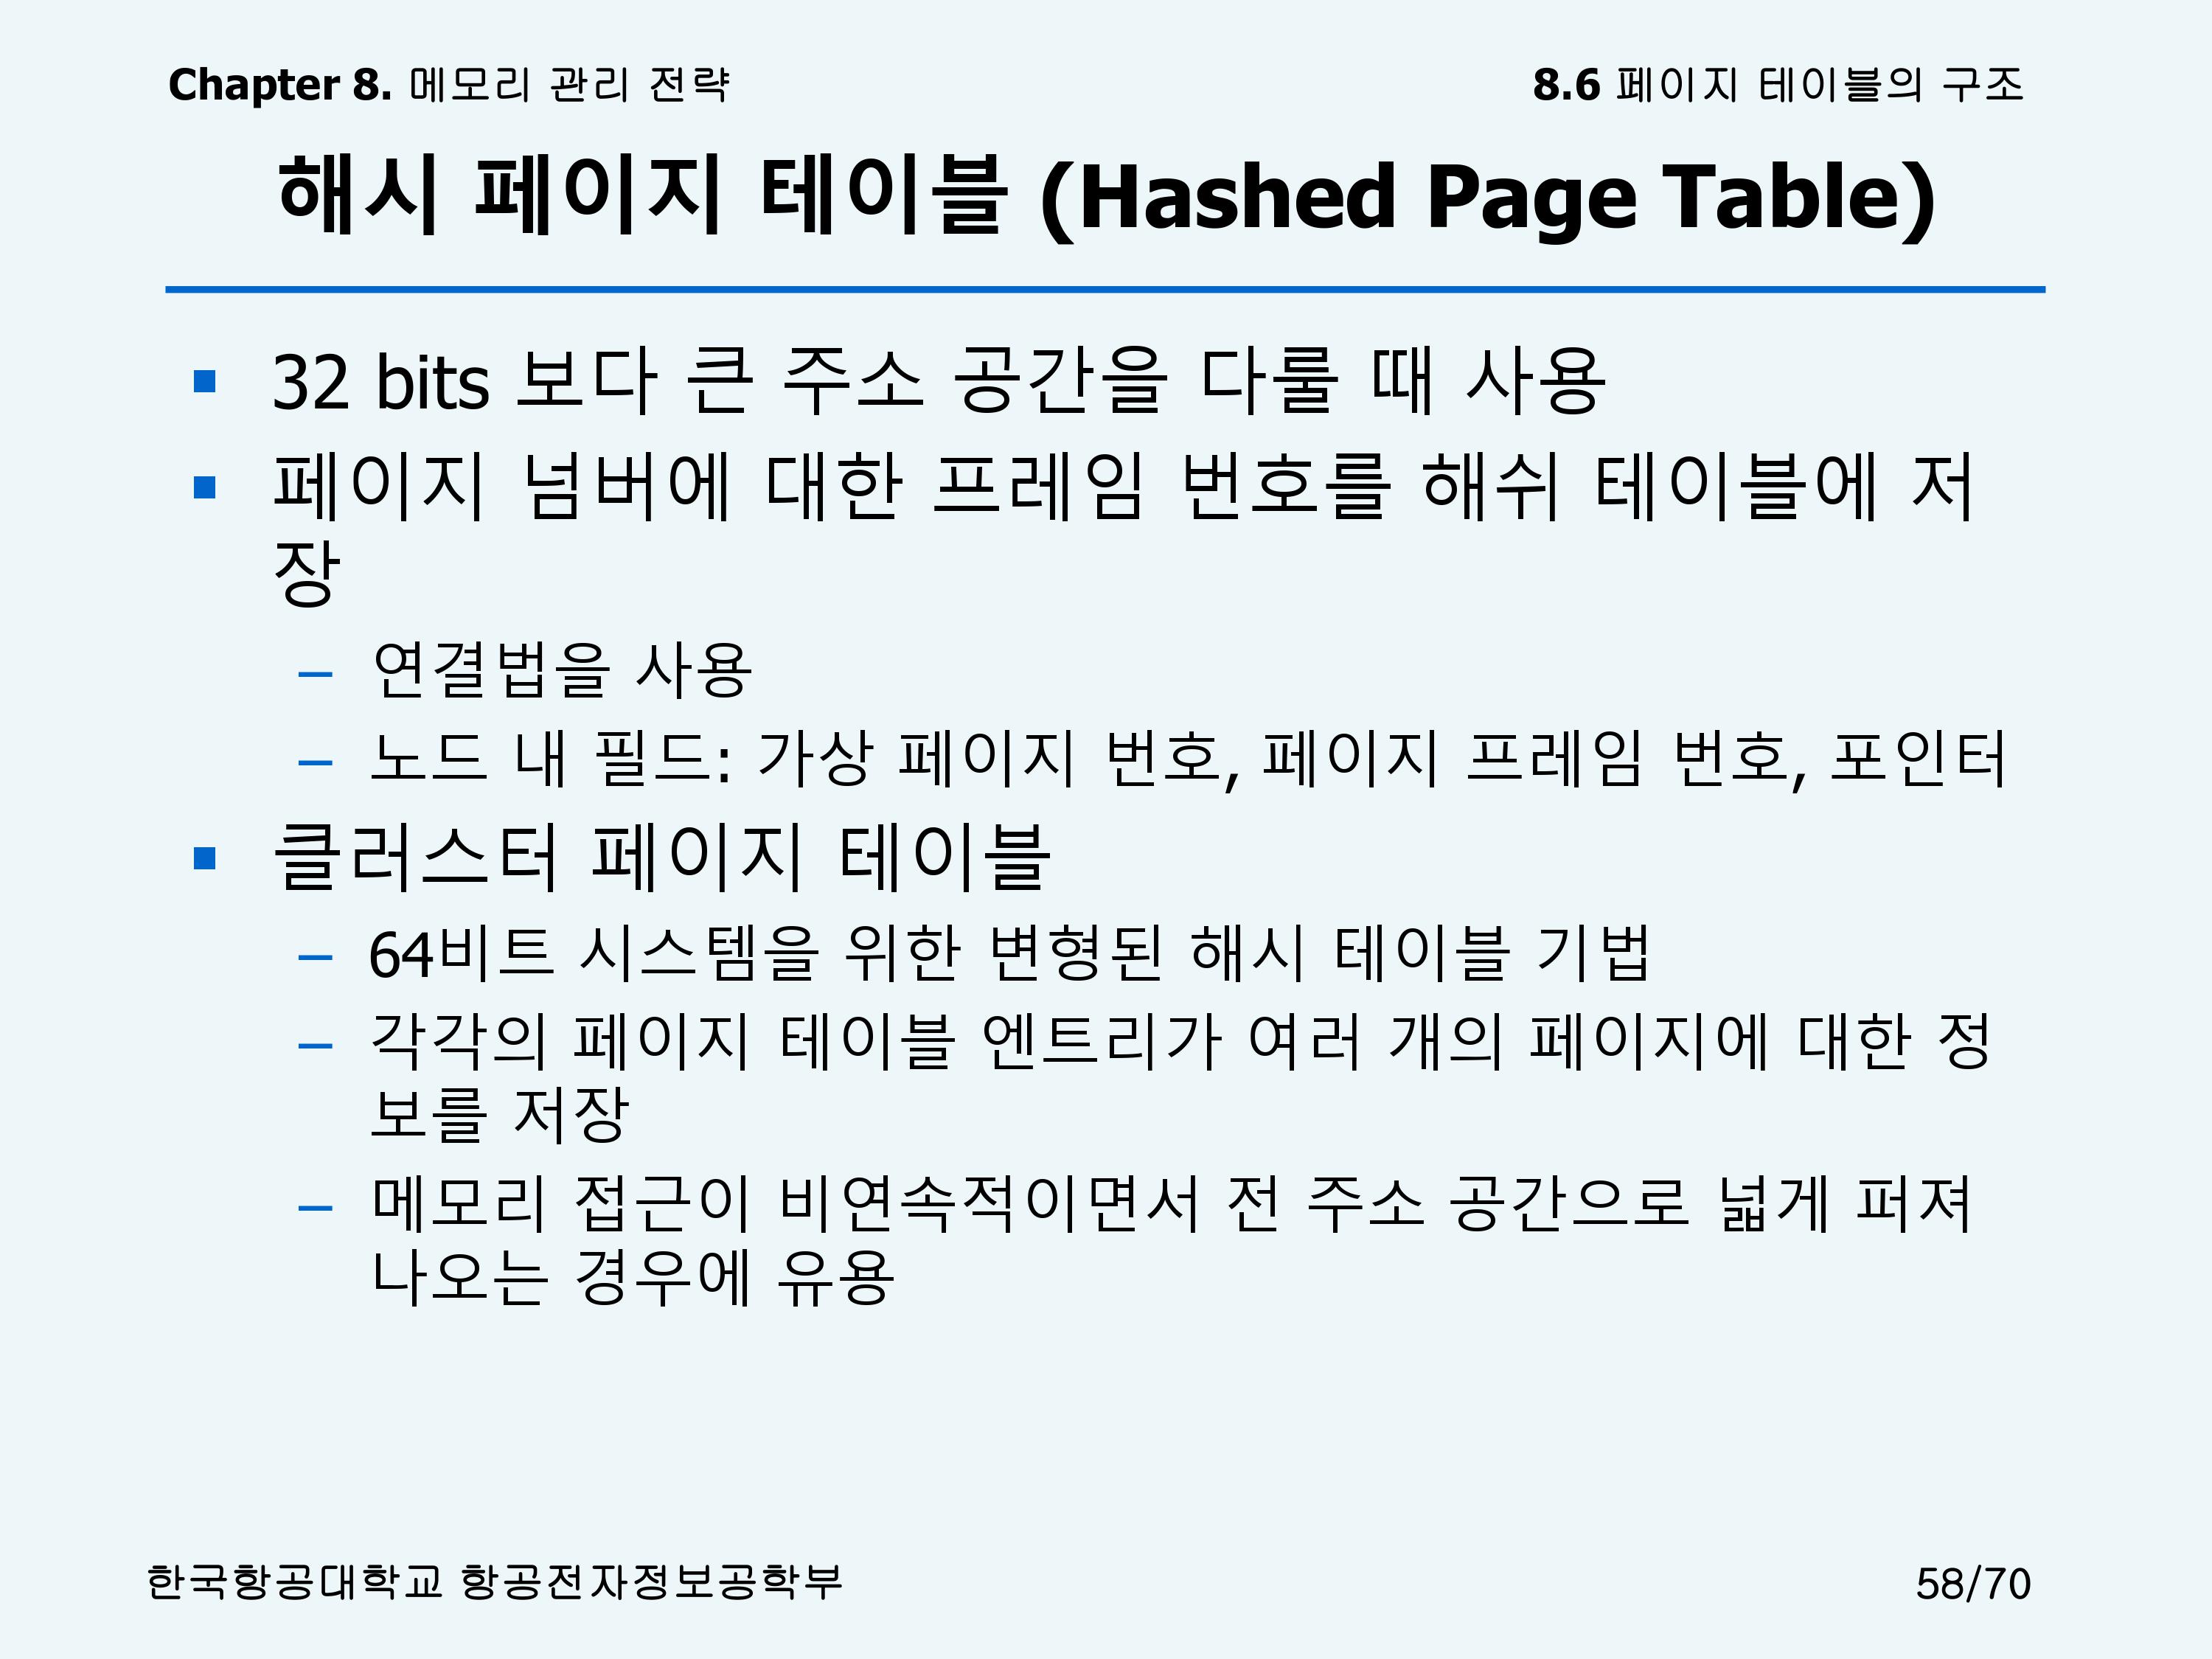 Chapter 8. 메모리 관리 전략
8.6 페이지 테이블의 구조
해시 페이지 테이블 (Hashed Page Table)
▪ 32 bits 보다 큰 주소 공간을 다룰 때 사용
▪ 페이지 넘버에 대한 프레임 번호를 해쉬 테이블에 저
장
– 연결법을 사용
– 노드 내 필드: 가상 페이지 번호, 페이지 프레임 번호, 포인터
▪ 클러스터 페이지 테이블
– 64비트 시스템을 위한 변형된 해시 테이블 기법
– 각각의 페이지 테이블 엔트리가 여러 개의 페이지에 대한 정
보를 저장
– 메모리 접근이 비연속적이면서 전 주소 공간으로 넓게 퍼져
나오는 경우에 유용
한국항공대학교 항공전자정보공학부
58/70